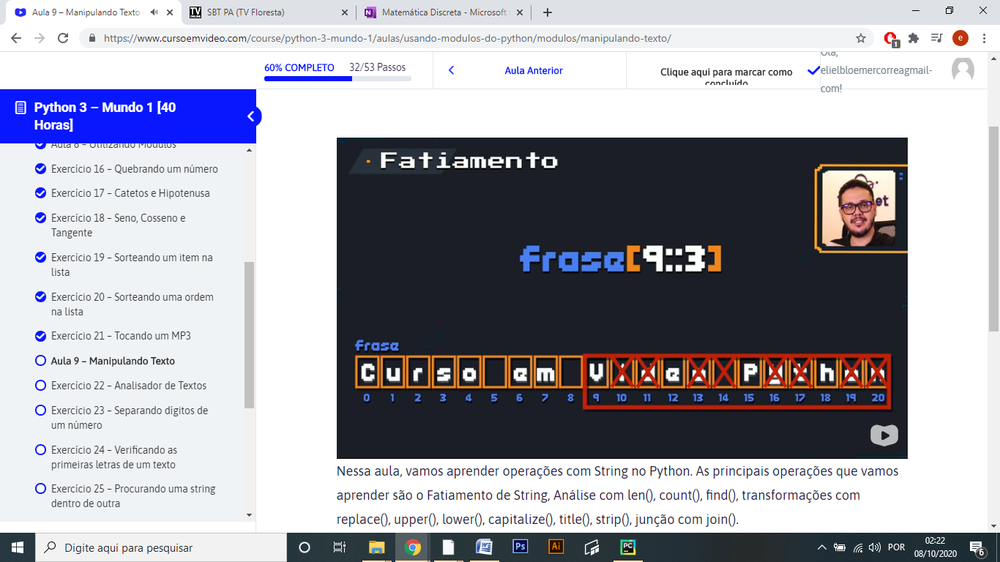 Aula 9 – Manipulando Texto
SBT PA (TV Floresta)
Matemática Discreta - Microsoft
https://www.cursoemvideo.com/course/python-3-mundo-1/aulas/usando-modulos-do-python/modulos/manipulando-texto/
e
1
60% COMPLETO
32/53 Passos
Aula Anterior
Clique aqui para marcar como
concluído
Olá,
elielbloemercorreagmail-
com!
Python 3 – Mundo 1 [40
Horas]
Aula 8 – Utilizando Módulos
Exercício 16 – Quebrando um número
Exercício 17 – Catetos e Hipotenusa
Exercício 18 – Seno, Cosseno e
Tangente
Exercício 19 – Sorteando um item na
lista
Exercício 20 – Sorteando uma ordem
na lista
Exercício 21 – Tocando um MP3
Aula 9 – Manipulando Texto
Exercício 22 – Analisador de Textos
Exercício 23 – Separando dígitos de
um número
Exercício 24 – Verificando as
primeiras letras de um texto
Exercício 25 – Procurando uma string
dentro de outra
Fatiamento
frase[9::3]
frase
Curso em Video Python
0 1 2 3 4 5 6 7 8 9 10 11 12 13 14 15 16 17 18 19 20
Nessa aula, vamos aprender operações com String no Python. As principais operações que vamos
aprender são o Fatiamento de String, Análise com len(), count(), find(), transformações com
replace(), upper(), lower(), capitalize(), title(), strip(), junção com join().
Digite aqui para pesquisar
Ps
Ai
PC
POR
02:22
08/10/2020
6